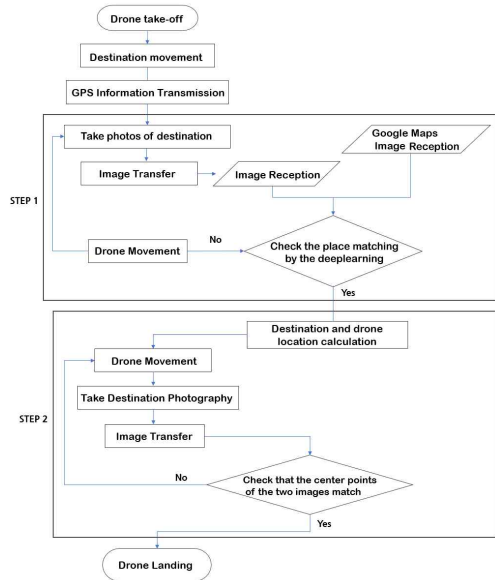 Drone take-off
Destination movement
GPS Information Transmission
STEP 1
Take photos of destination
Google Maps
Image Reception
Image Transfer
Image Reception
Drone Movement
No
Check the place matching
by the deeplearning
Yes
STEP 2
Destination and drone
location calculation
Drone Movement
Take Destination Photography
Image Transfer
No
Check that the center points
of the two images match
Yes
Drone Landing